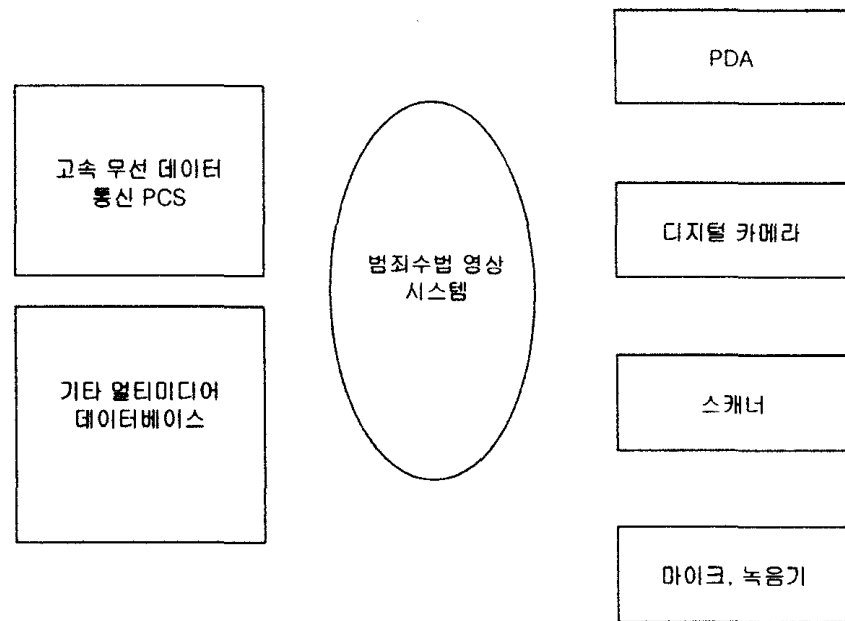 고속 무선 데이터
통신 PCS
기타 멀티미디어
데이터베이스
범죄수법 영상
시스템
PDA
디지털 카메라
스캐너
마이크, 녹음기